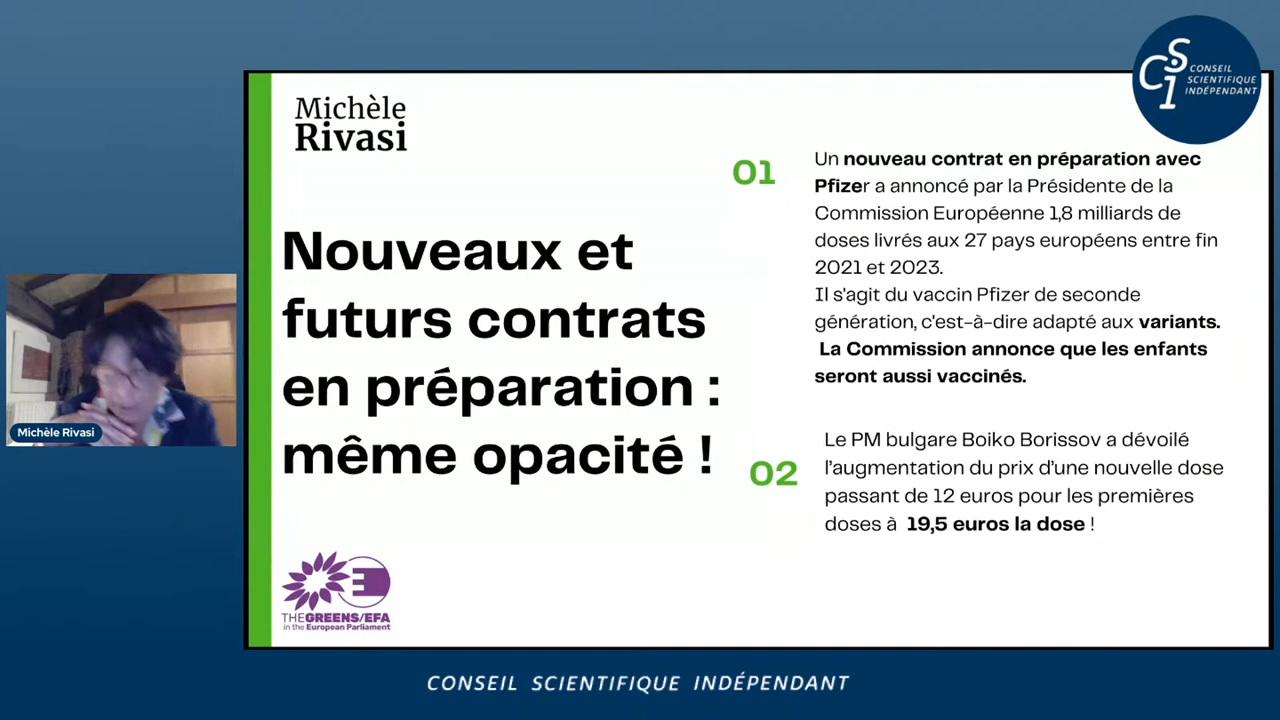 CONSEIL
SCIENTIFIQUE
INDÉPENDANT
CSI
Michèle
Rivasi
Nouveaux et
futurs contrats
en préparation :
même opacité !
01
Un nouveau contrat en préparation avec
Pfizer a annoncé par la Présidente de la
Commission Européenne 1,8 milliards de
doses livrés aux 27 pays européens entre fin
2021 et 2023.
Il s'agit du vaccin Pfizer de seconde
génération, c'est-à-dire adapté aux variants.
La Commission annonce que les enfants
seront aussi vaccinés.
02
Le PM bulgare Boiko Borissov a dévoilé
l'augmentation du prix d'une nouvelle dose
passant de 12 euros pour les premières
doses à 19,5 euros la dose !
Michèle Rivasi
THE GREENS/EFA
in the European Parliament
CONSEIL SCIENTIFIQUE INDÉPENDANT